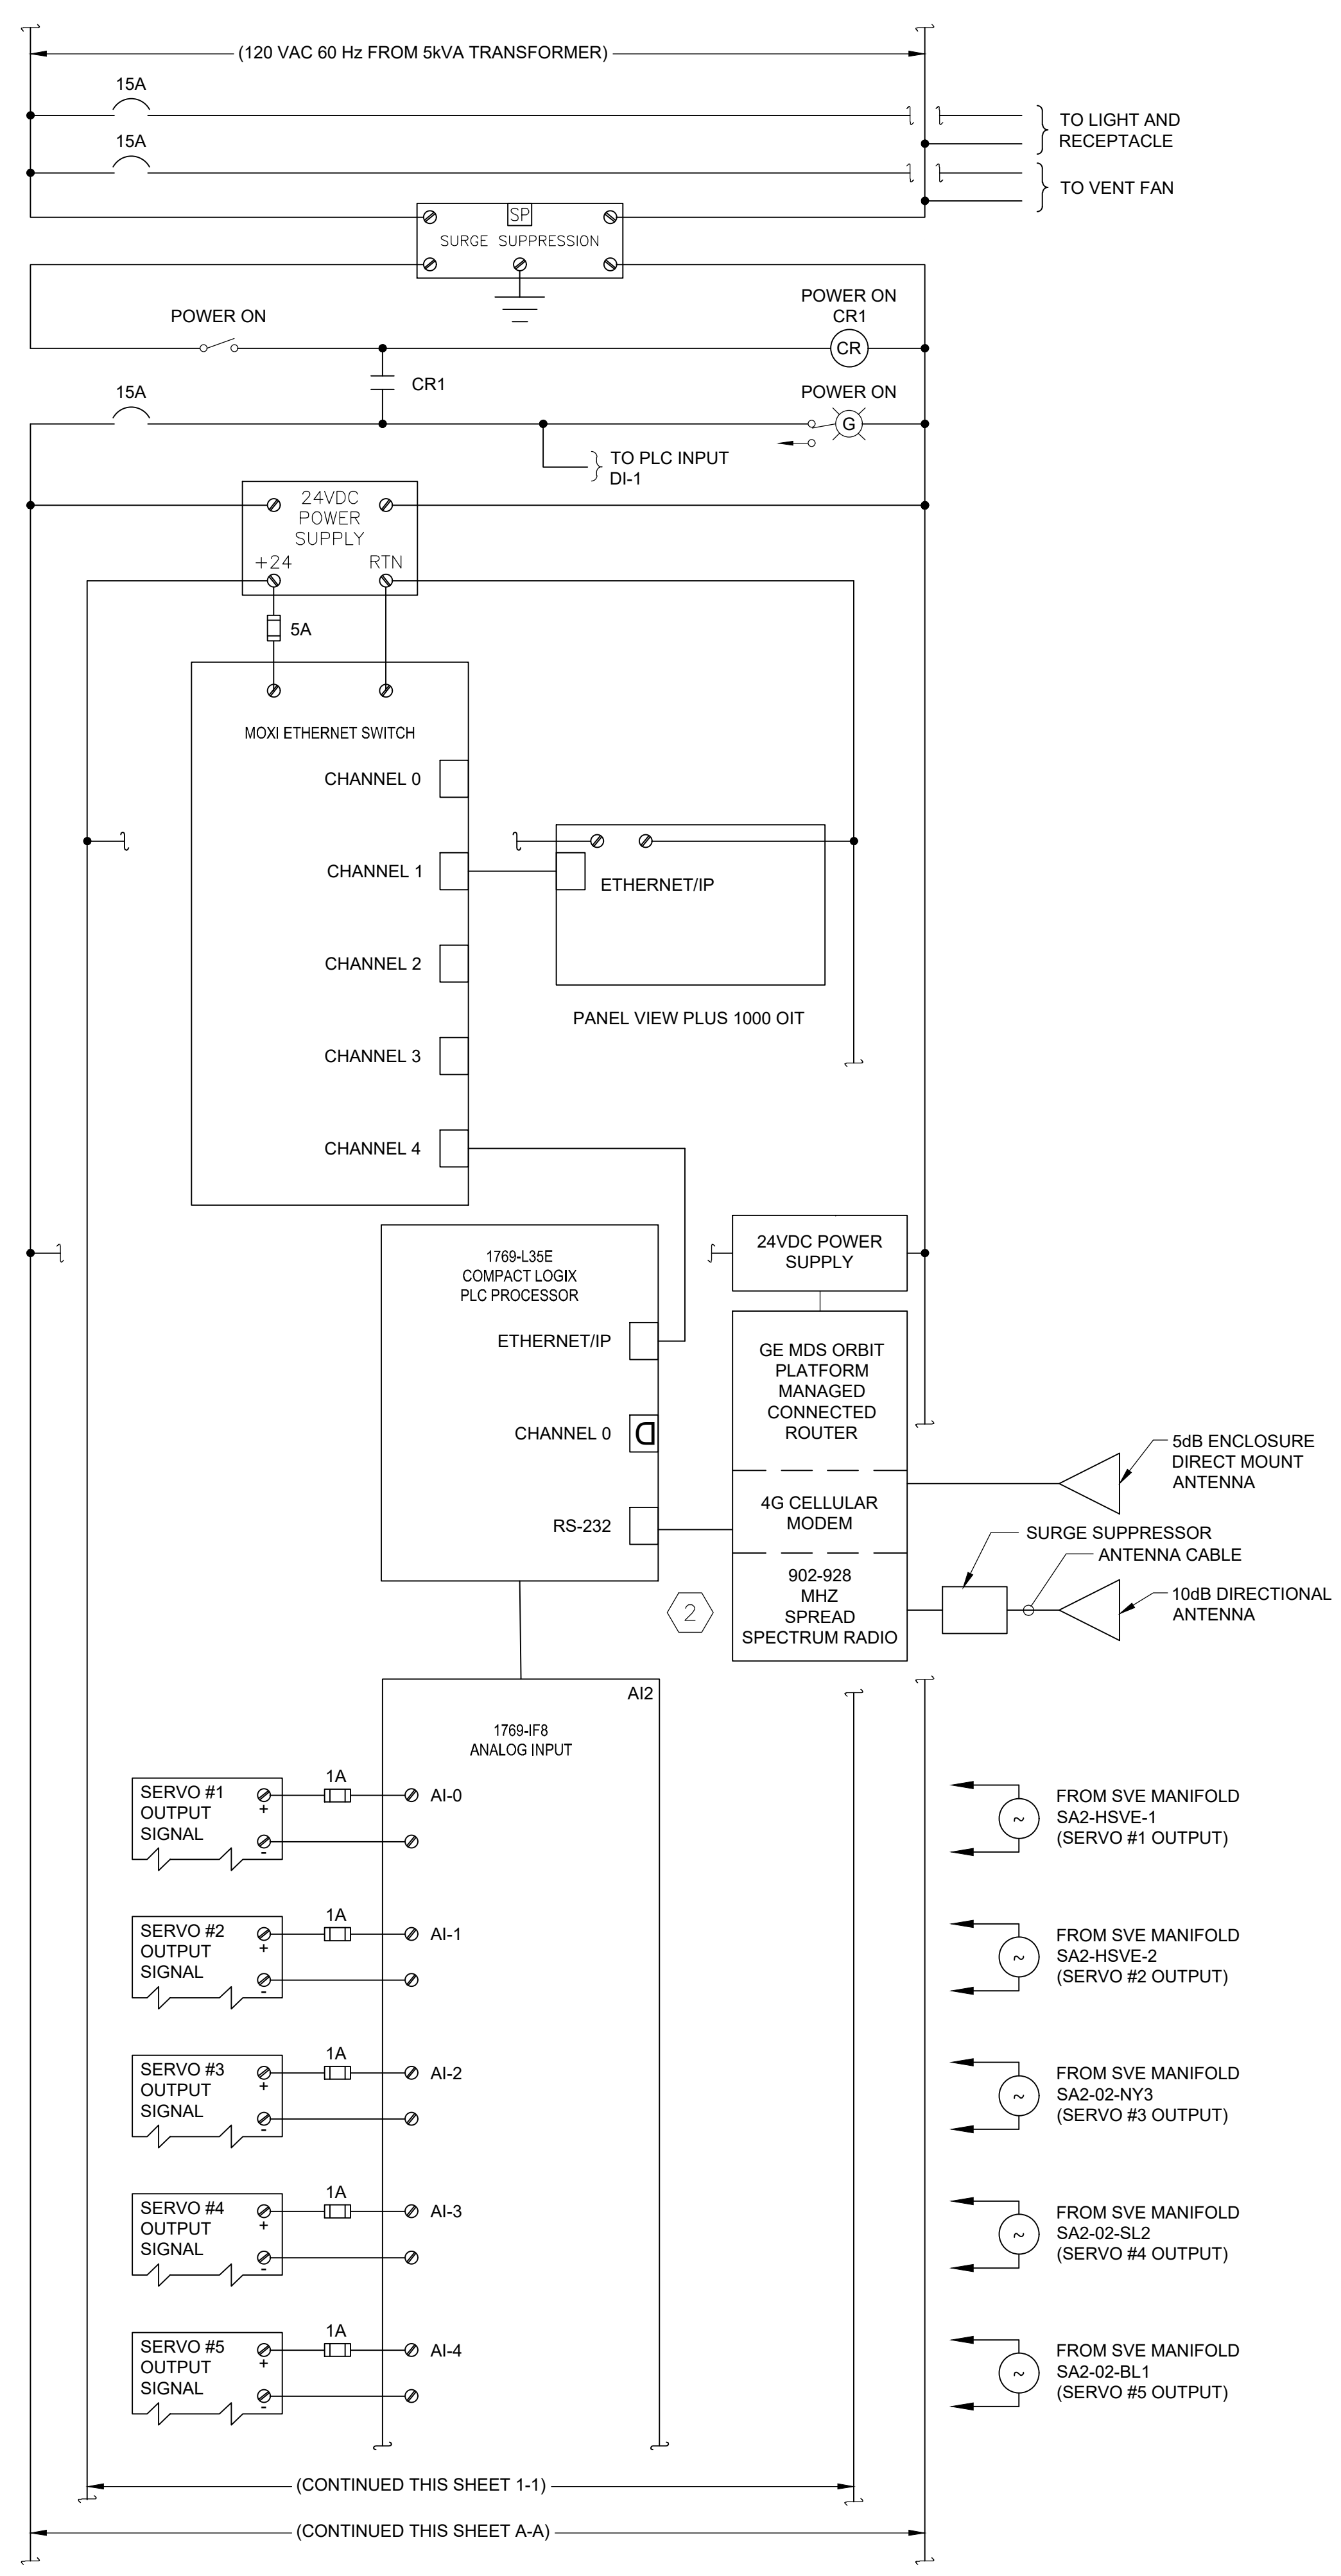 (120 VAC 60 Hz FROM 5kVA TRANSFORMER)
15A
TO LIGHT AND
RECEPTACLE
15A
TO VENT FAN
SP
SURGE SUPPRESSION
POWER ON
POWER ON
CR1
CR
CR1
15A
POWER ON
G
TO PLC INPUT
DI-1
24VDC
POWER
SUPPLY
+24
RTN
5A
MOXI ETHERNET SWITCH
CHANNEL 0
CHANNEL 1
ETHERNET/IP
CHANNEL 2
PANEL VIEW PLUS 1000 OIT
CHANNEL 3
CHANNEL 4
1769-L35E
COMPACT LOGIX
PLC PROCESSOR
24VDC POWER
SUPPLY
ETHERNET/IP
GE MDS ORBIT
PLATFORM
MANAGED
CONNECTED
ROUTER
CHANNEL 0
D
5dB ENCLOSURE
DIRECT MOUNT
ANTENNA
4G CELLULAR
MODEM
RS-232
SURGE SUPPRESSOR
ANTENNA CABLE
902-928
MHZ
SPREAD
SPECTRUM RADIO
10dB DIRECTIONAL
ANTENNA
2
AI2
1769-IF8
ANALOG INPUT
SERVO #1
OUTPUT
SIGNAL
+
-
1A
AI-0
~
FROM SVE MANIFOLD
SA2-HSVE-1
(SERVO #1 OUTPUT)
SERVO #2
OUTPUT
SIGNAL
+
-
1A
AI-1
~
FROM SVE MANIFOLD
SA2-HSVE-2
(SERVO #2 OUTPUT)
SERVO #3
OUTPUT
SIGNAL
+
-
1A
AI-2
~
FROM SVE MANIFOLD
SA2-02-NY3
(SERVO #3 OUTPUT)
SERVO #4
OUTPUT
SIGNAL
+
-
1A
AI-3
~
FROM SVE MANIFOLD
SA2-02-SL2
(SERVO #4 OUTPUT)
SERVO #5
OUTPUT
SIGNAL
+
-
1A
AI-4
~
FROM SVE MANIFOLD
SA2-02-BL1
(SERVO #5 OUTPUT)
(CONTINUED THIS SHEET 1-1)
(CONTINUED THIS SHEET A-A)